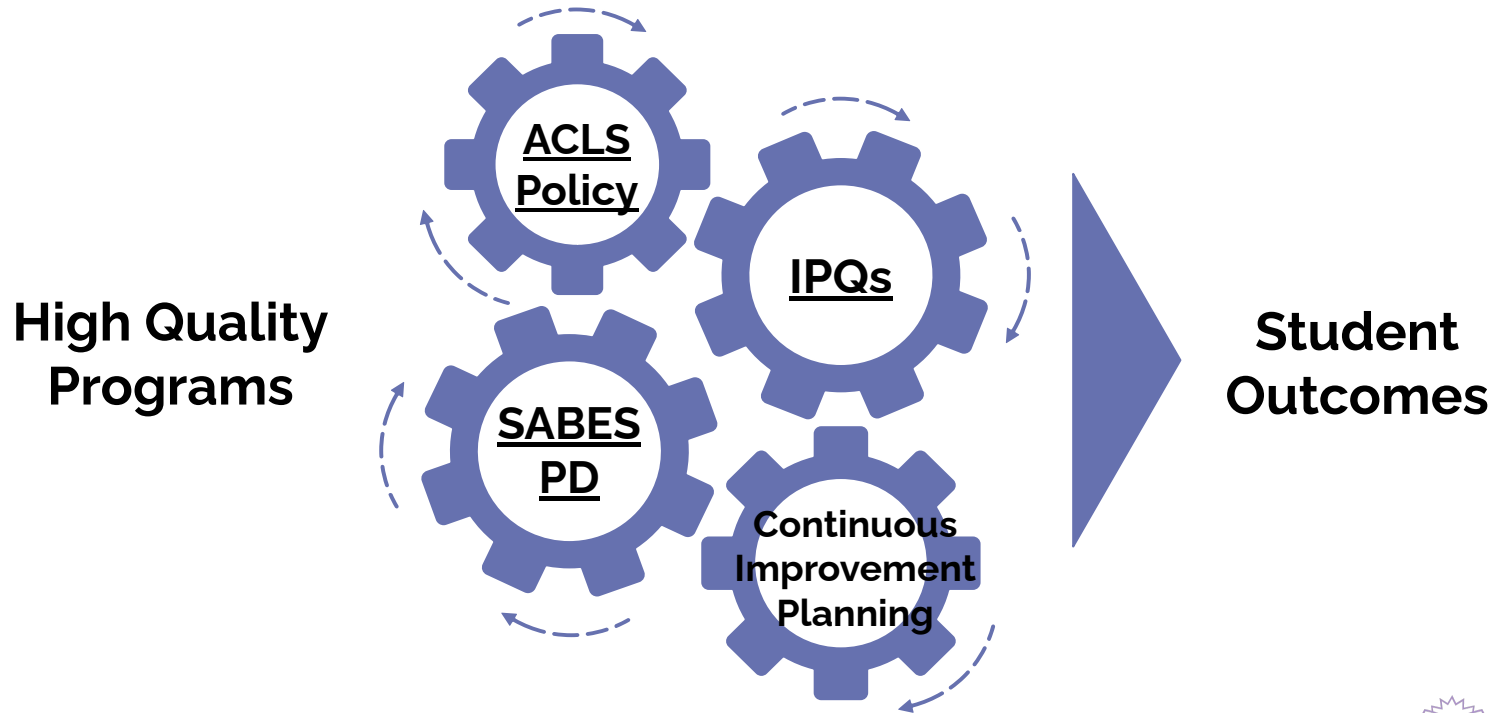 High Quality
Programs
ACLS
Policy
IPQs
SABES
PD
Continuous
Improvement
Planning
Student
Outcomes